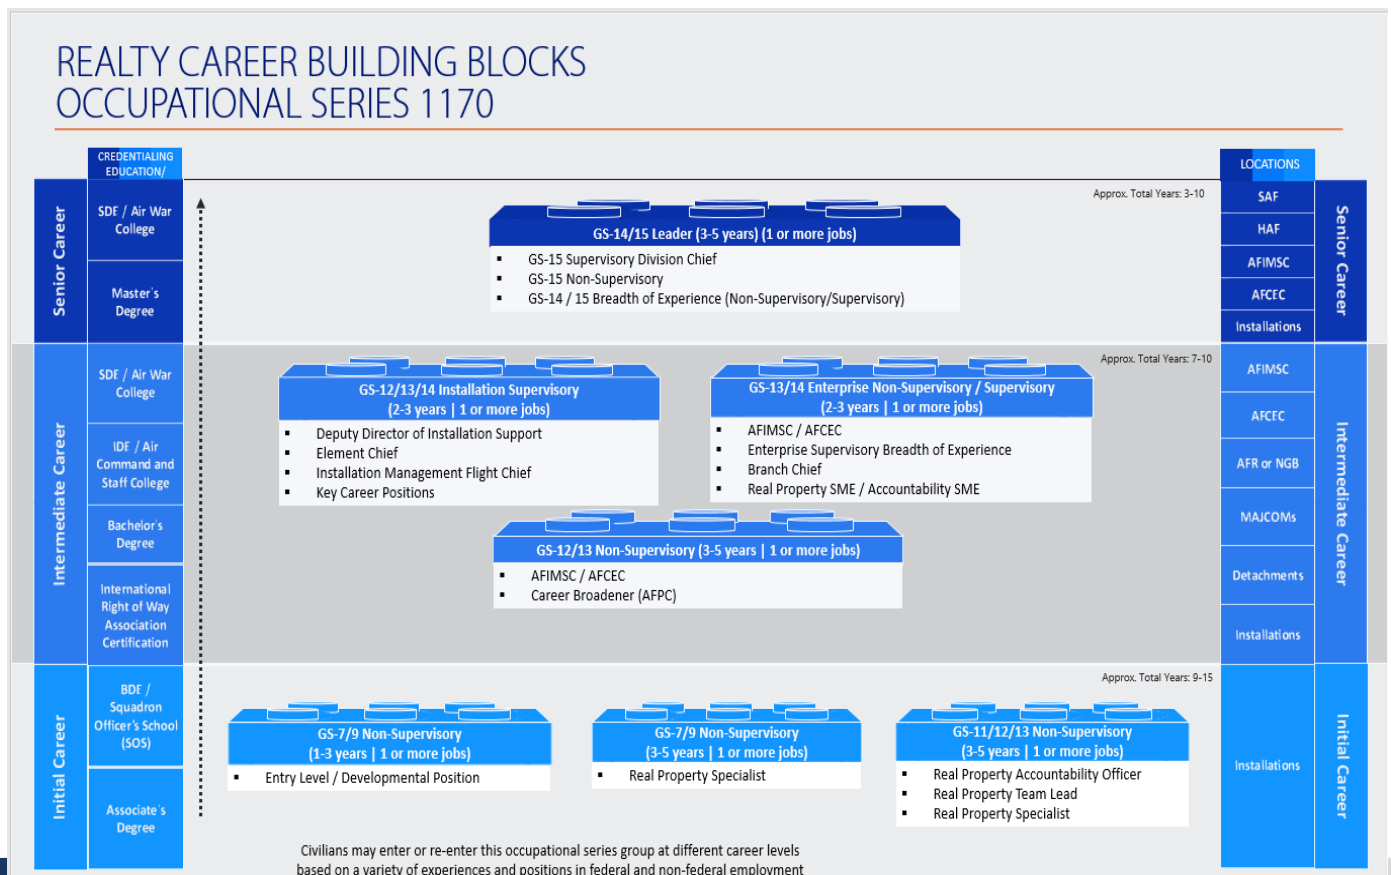 REALTY CAREER BUILDING BLOCKS
OCCUPATIONAL SERIES 1170
CREDENTIALING
EDUCATION/
LOCATIONS
Senior Career
SDE / Air War
College
Master's
Degree
Approx. Total Years: 3-10
GS-14/15 Leader (3-5 years) (1 or more jobs)
▪ GS-15 Supervisory Division Chief
▪ GS-15 Non-Supervisory
▪ GS-14 / 15 Breadth of Experience (Non-Supervisory/Supervisory)
SAF
HAF
AFIMSC
AFCEC
Installations
Senior Career
Intermediate Career
SDE / Air War
College
IDF / Air
Command and
Staff College
Bachelor's
Degree
International
Right of Way
Association
Certification
Approx. Total Years: 7-10
GS-12/13/14 Installation Supervisory
(2-3 years | 1 or more jobs)
▪ Deputy Director of Installation Support
▪ Element Chief
▪ Installation Management Flight Chief
▪ Key Career Positions
GS-13/14 Enterprise Non-Supervisory / Supervisory
(2-3 years | 1 or more jobs)
▪ AFIMSC / AFCEC
▪ Enterprise Supervisory Breadth of Experience
▪ Branch Chief
▪ Real Property SME / Accountability SME
GS-12/13 Non-Supervisory (3-5 years | 1 or more jobs)
▪ AFIMSC / AFCEC
▪ Career Broadener (AFPC)
AFIMSC
AFCEC
AFR or NGB
MAJCOMs
Detachments
Installations
Intermediate Career
Initial Career
BDE /
Squadron
Officer's School
(SOS)
Associate's
Degree
Approx. Total Years: 9-15
GS-7/9 Non-Supervisory
(1-3 years | 1 or more jobs)
▪ Entry Level / Developmental Position
GS-7/9 Non-Supervisory
(3-5 years | 1 or more jobs)
▪ Real Property Specialist
GS-11/12/13 Non-Supervisory
(3-5 years | 1 or more jobs)
▪ Real Property Accountability Officer
▪ Real Property Team Lead
▪ Real Property Specialist
Installations
Initial Career
Civilians may enter or re-enter this occupational series group at different career levels
based on a variety of experiences and positions in federal and non-federal employment